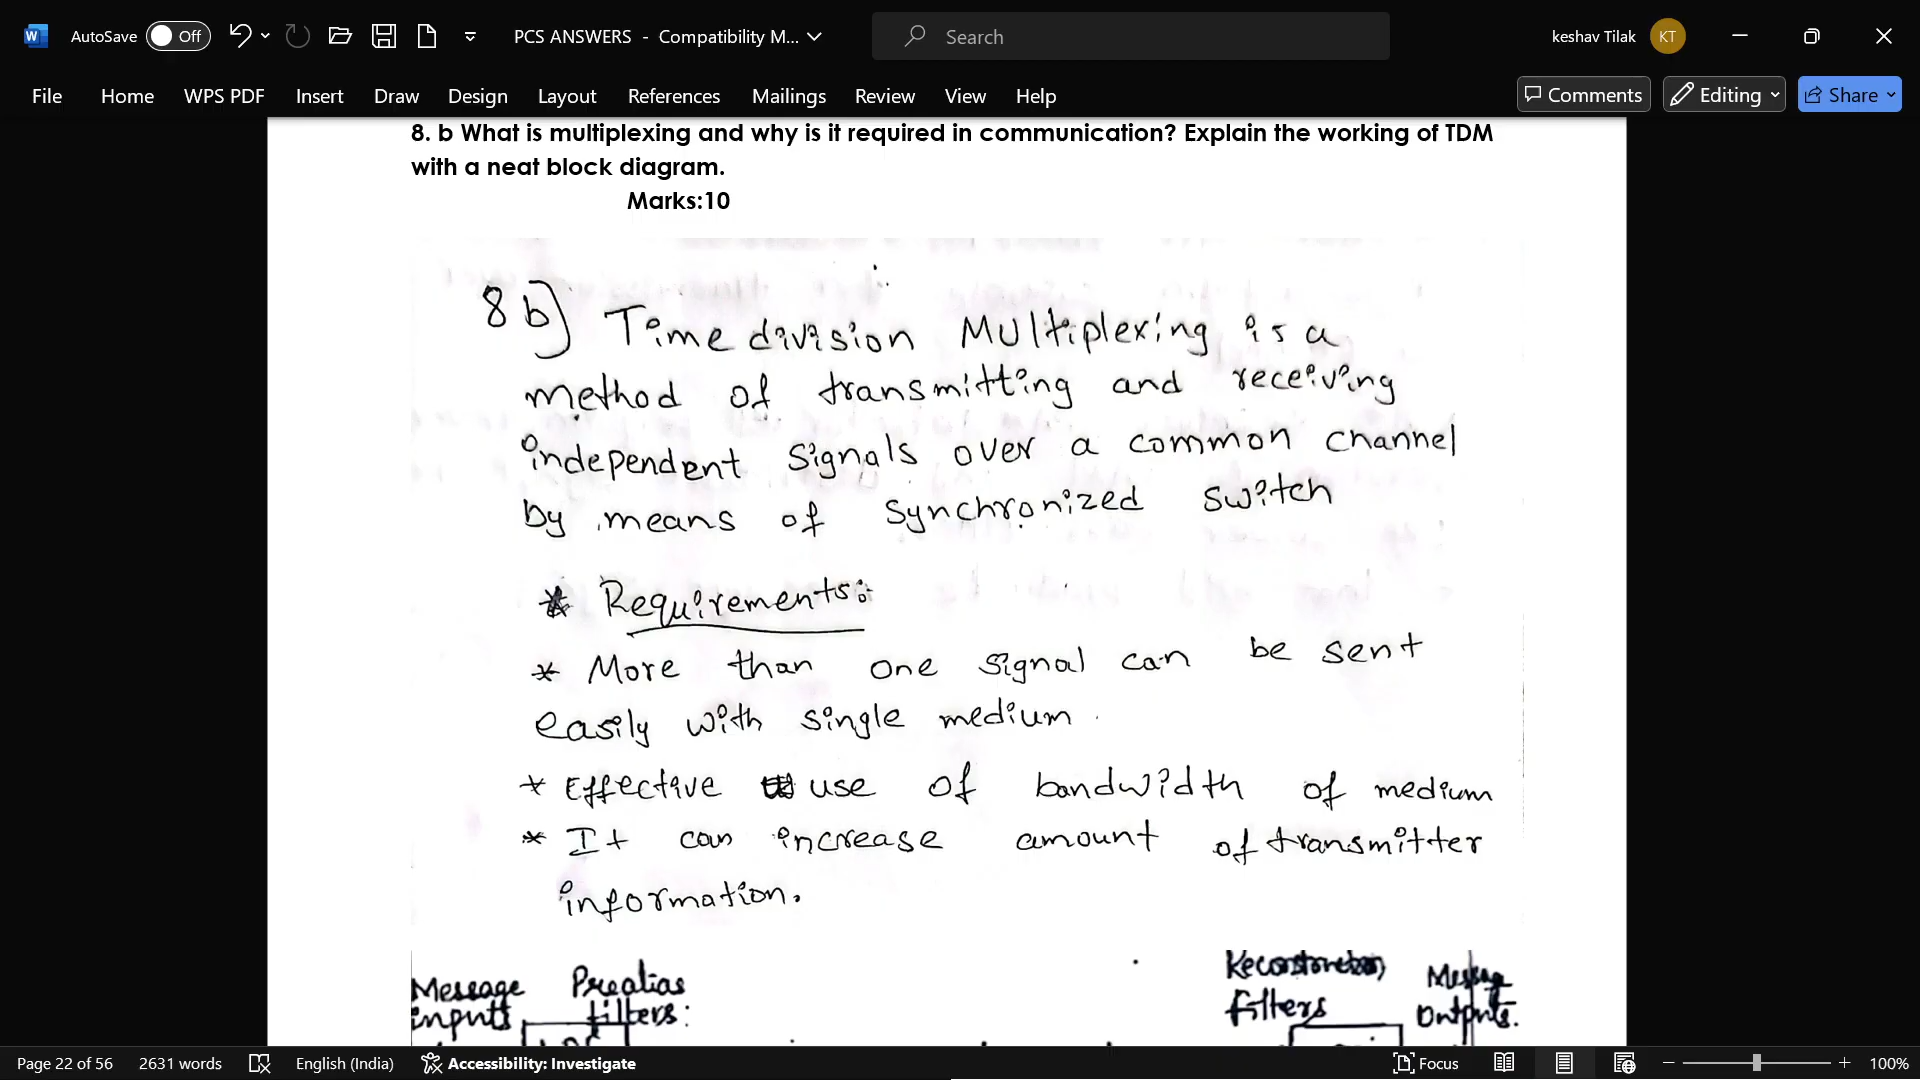 AutoSave Off PCS ANSWERS - Compatibility M... Search keshav Tilak KT
File Home WPS PDF Insert Draw Design Layout References Mailings Review View Help Comments Editing Share
8. b What is multiplexing and why is it required in communication? Explain the working of TDM
with a neat block diagram.
Marks:10
8 b) Time division Multiplexing is a
method of transmitting and receiving
independent signals over a common channel
by means of synchronized switch
* Requirements:
* More than one signal can be sent
easily with single medium.
* Effective use of bandwidth of medium
* It can increase amount of transmitter
information.
Message Prealias Message
inputs filters: filters Outputs.
Page 22 of 56 2631 words English (India) Accessibility: Investigate Focus 100%